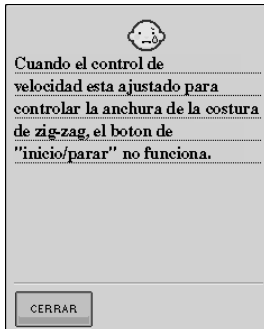 Cuando el control de
velocidad esta ajustado para
controlar la anchura de la costura
de zig-zag, el boton de
"inicio/parar" no funciona.
CERRAR